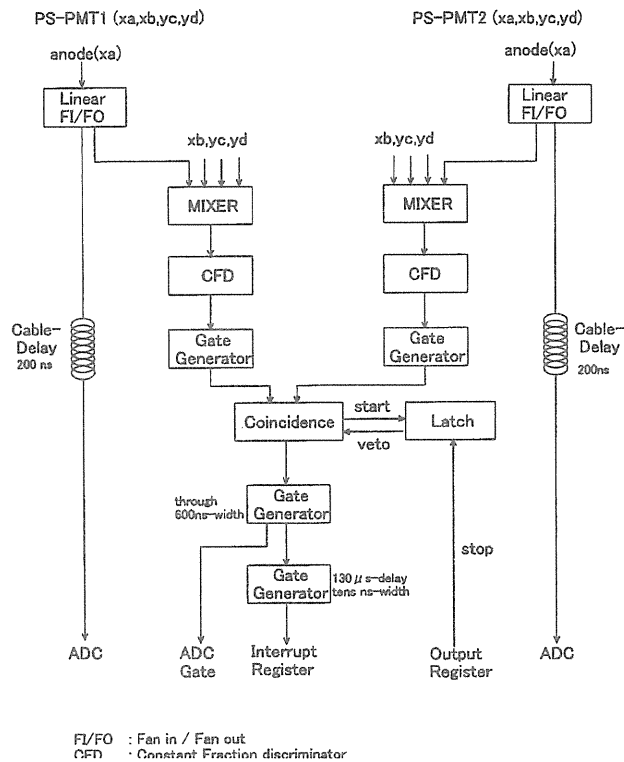 PS-PMT1 (xa,xb,yc,yd)
PS-PMT2 (xa,xb,yc,yd)
anode(xa)
anode(xa)
Linear
FI/FO
Linear
FI/FO
xb,yc,yd
xb,yc,yd
MIXER
MIXER
CFD
CFD
Cable-
Delay
200 ns
Gate
Generator
Gate
Generator
Cable-
Delay
200ns
Coincidence
start
veto
Latch
through
600ns-width
Gate
Generator
stop
Gate
Generator
130 μs-delay
tens ns-width
ADC
ADC
Gate
Interrupt
Register
Output
Register
ADC
FI/FO : Fan in / Fan out
CFD : Constant Fraction discriminator